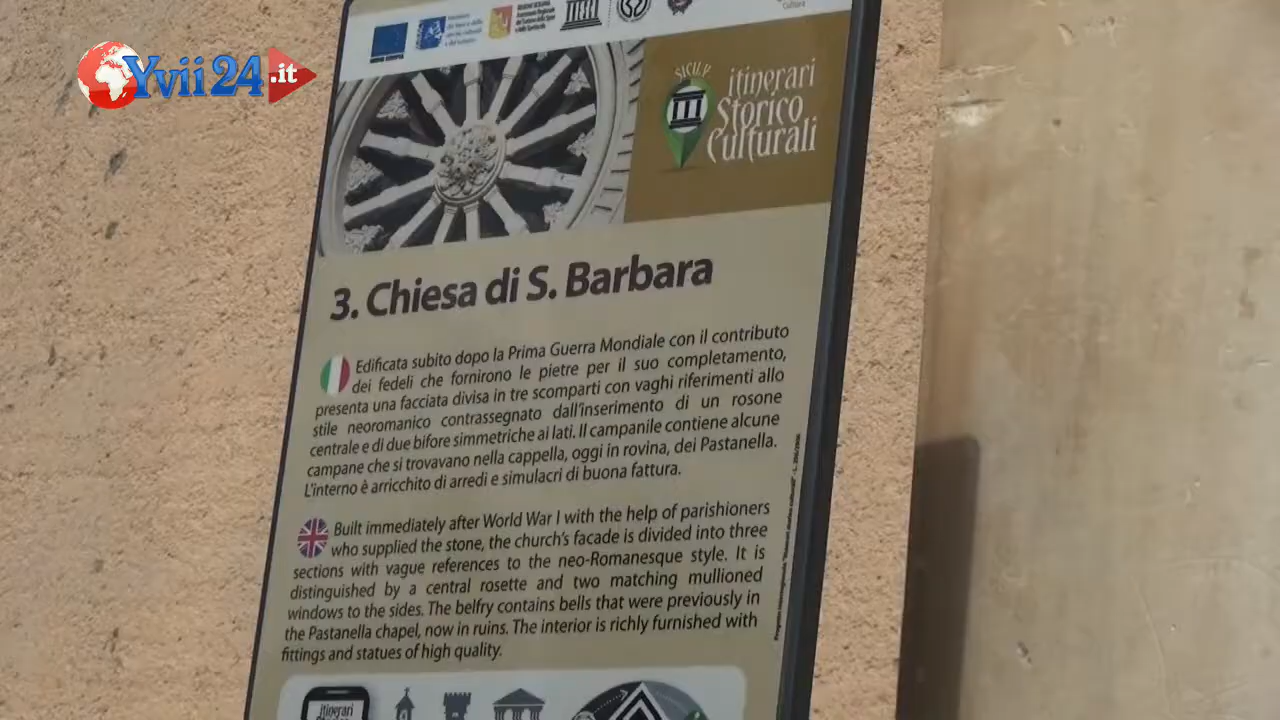 Yvii24.it
Cultura
SICILY
itinerari
Storico
Culturali
3. Chiesa di S. Barbara
Edificata subito dopo la Prima Guerra Mondiale con il contributo
dei fedeli che fornirono le pietre per il suo completamento,
presenta una facciata divisa in tre scomparti con vaghi riferimenti allo
stile neoromanico contrassegnato dall'inserimento di un rosone
centrale e di due bifore simmetriche ai lati. Il campanile contiene alcune
campane che si trovavano nella cappella, oggi in rovina, dei Pastanella.
L'interno è arricchito di arredi e simulacri di buona fattura.
Built immediately after World War I with the help of parishioners
who supplied the stone, the church's facade is divided into three
sections with vague references to the neo-Romanesque style. It is
distinguished by a central rosette and two matching mullioned
windows to the sides. The belfry contains bells that were previously in
the Pastanella chapel, now in ruins. The interior is richly furnished with
fittings and statues of high quality.
itinerari